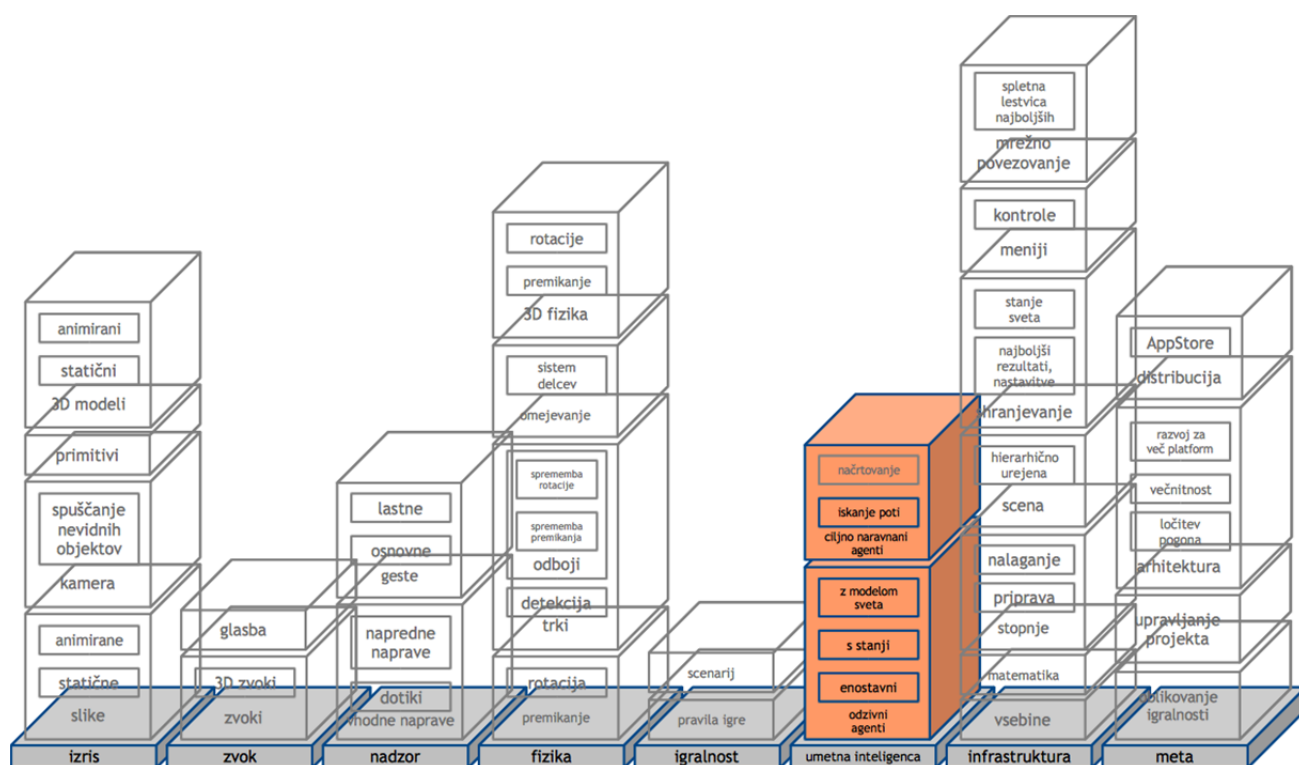 animirani
statični
3D modeli
primitivi
spuščanje
nevidnih
objektov
kamera
animirane
statične
slike
izris
glasba
3D zvoki
zvoki
zvok
lastne
osnovne
geste
napredne
naprave
dotiki
vhodne naprave
nadzor
rotacije
premikanje
3D fizika
sistem
delcev
omejevanje
sprememba
rotacije
sprememba
premikanja
odboji
detekcija
trki
rotacija
premikanje
fizika
scenarij
pravila igre
igralnost
načrtovanje
iskanje poti
ciljno naravnani
agenti
z modelom
sveta
s stanji
enostavni
odzivni
agenti
umetna inteligenca
spletna
lestvica
najboljših
mrežno
povezovanje
kontrole
meniji
stanje
sveta
najboljši
rezultati,
nastavitve
shranjevanje
hierarhično
urejena
scena
nalaganje
priprava
stopnje
matematika
vsebine
infrastruktura
AppStore
distribucija
razvoj za
več platform
večnitnost
ločitev
pogona
arhitektura
upravljanje
projekta
oblikovanje
igralnosti
meta